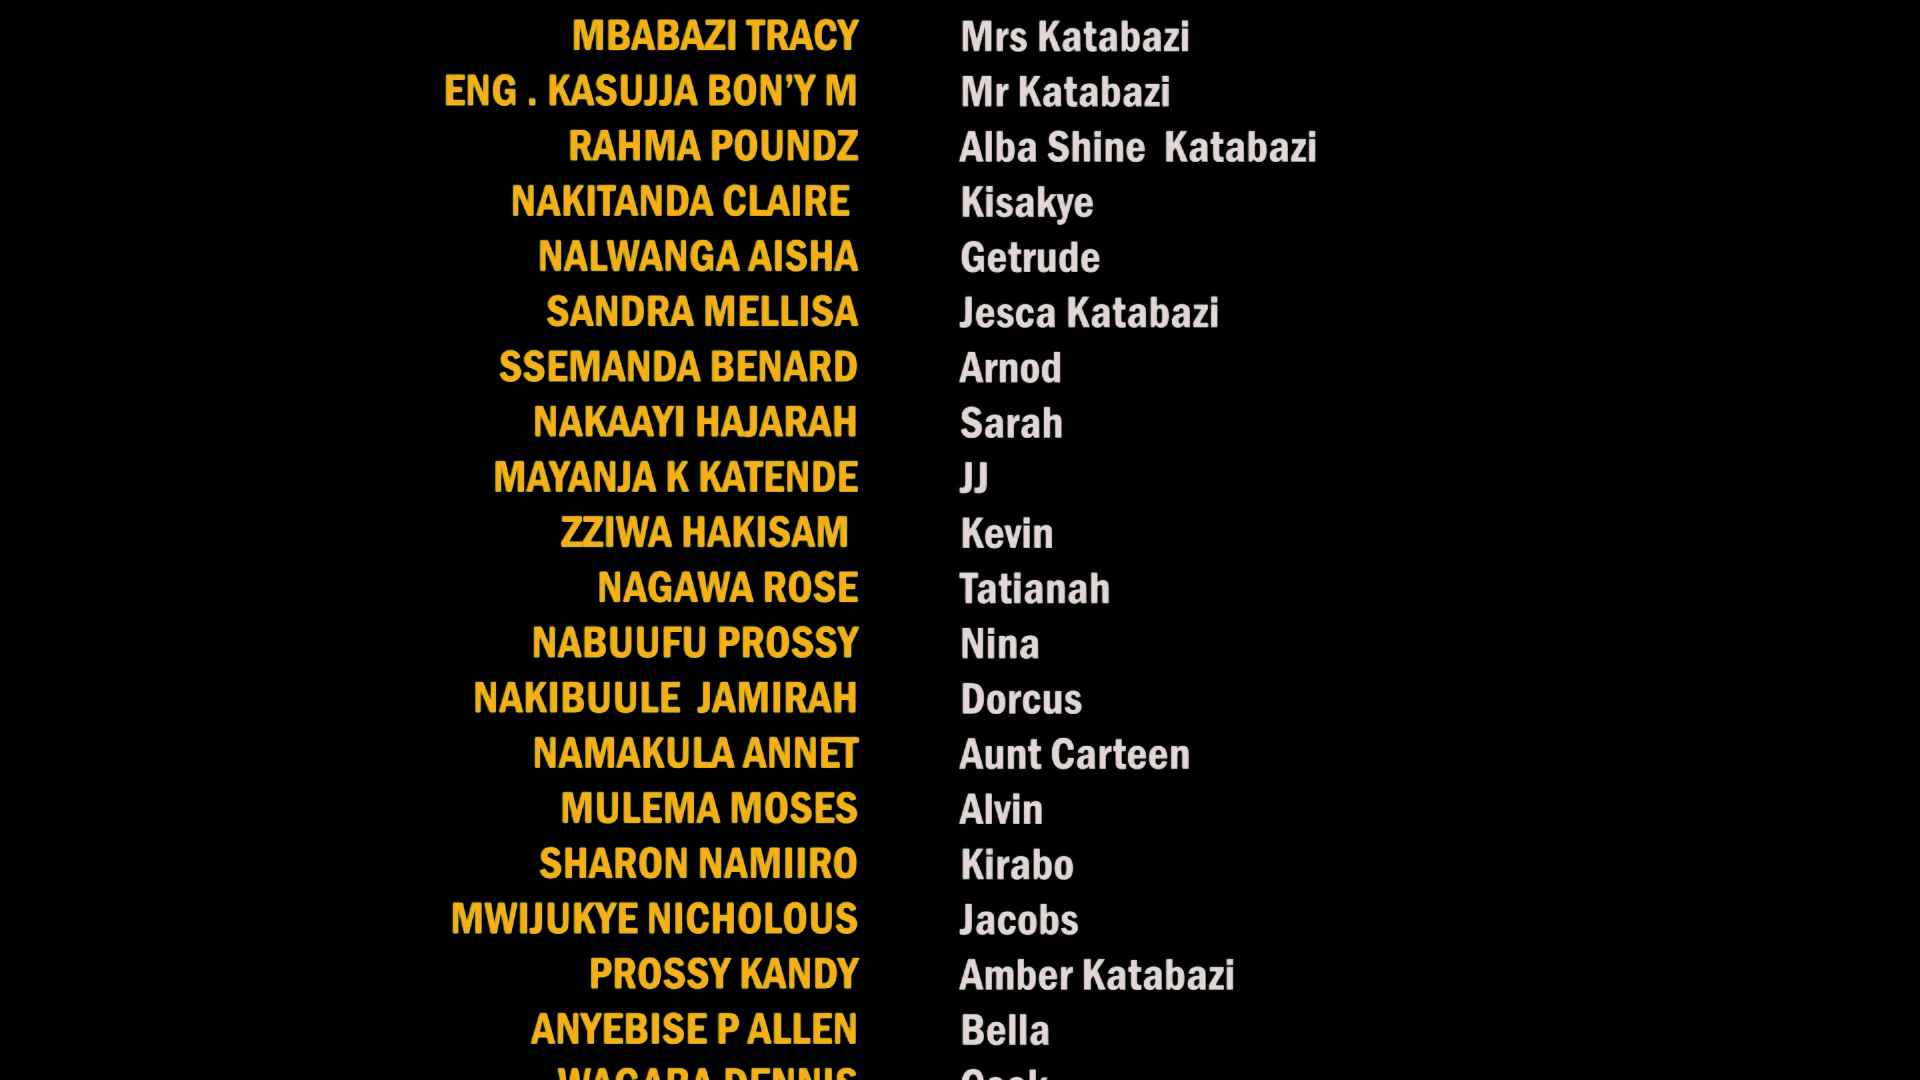 MBABAZI TRACY Mrs Katabazi
ENG . KASUJJA BON’Y M Mr Katabazi
RAHMA POUNDZ Alba Shine Katabazi
NAKITANDA CLAIRE Kisakye
NALWANGA AISHA Getrude
SANDRA MELLISA Jesca Katabazi
SSEMANDA BENARD Arnod
NAKAAYI HAJARAH Sarah
MAYANJA K KATENDE JJ
ZZIWA HAKISAM Kevin
NAGAWA ROSE Tatianah
NABUUFU PROSSY Nina
NAKIBUULE JAMIRAH Dorcus
NAMAKULA ANNET Aunt Carteen
MULEMA MOSES Alvin
SHARON NAMIIRO Kirabo
MWIJUKYE NICHOLOUS Jacobs
PROSSY KANDY Amber Katabazi
ANYEBISE P ALLEN Bella
DENNIS